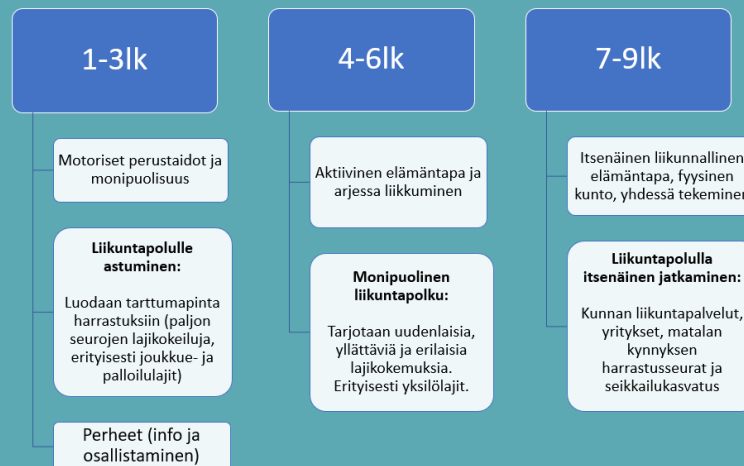 1-3lk
Motoriset perustaidot ja
monipuolisuus
Liikuntapolulle
astuminen:
Luodaan tarttumapinta
harrastuksiin (paljon
seurojen lajikokeiluja,
erityisesti joukkue- ja
palloilulajit)
Perheet (info ja
osallistaminen)
4-6lk
Aktiivinen elämäntapa ja
arjessa liikkuminen
Monipuolinen
liikuntapolku:
Tarjotaan uudenlaisia,
yllättäviä ja erilaisia
lajikokemuksia.
Erityisesti yksilölajit.
7-9lk
Itsenäinen liikunnallinen
elämäntapa, fyysinen
kunto, yhdessä tekeminen
Liikuntapolulla
itsenäinen jatkaminen:
Kunnan liikuntapalvelut,
yritykset, matalan
kynnyksen
harrastusseurat ja
seikkailukasvatus